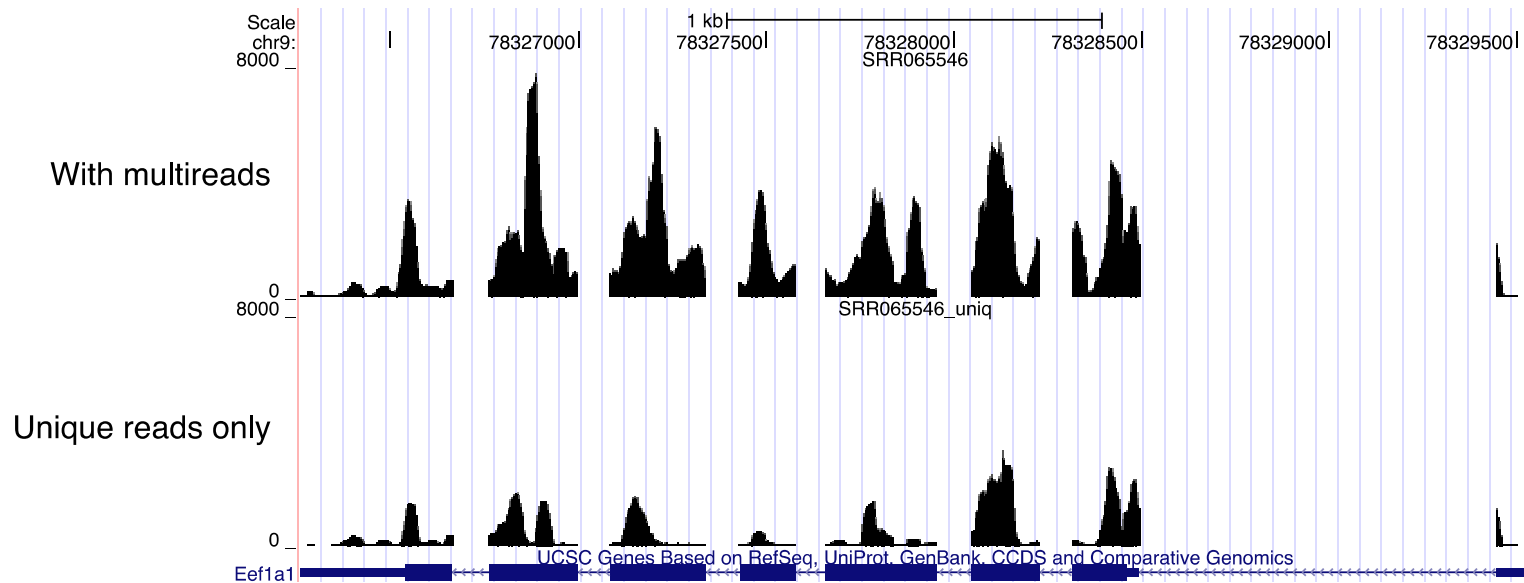 Scale 1 kb
chr9: 78327000 78327500 78328000 78328500 78329000 78329500
8000 SRR065546
With multireads
0
8000 SRR065546_uniq
Unique reads only
0
UCSC Genes Based on RefSeq, UniProt, GenBank, CCDS and Comparative Genomics
Eef1a1